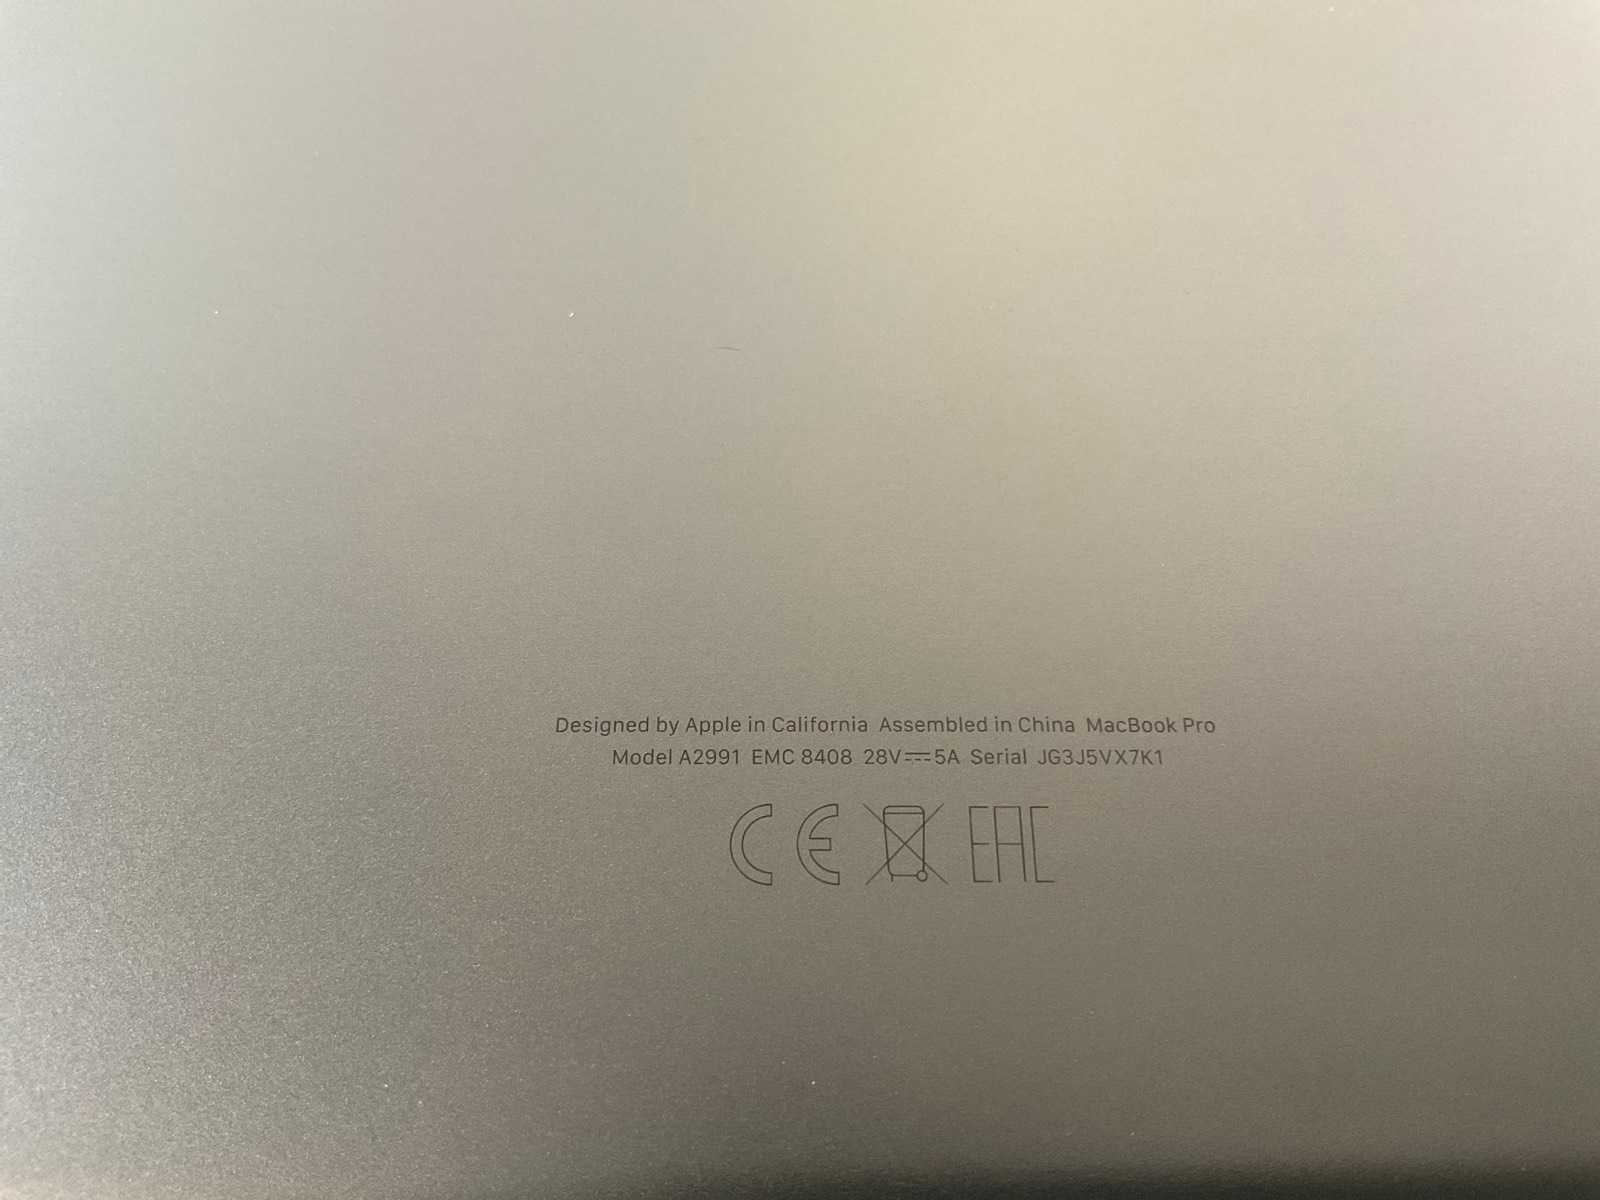 Designed by Apple in California Assembled in China MacBook Pro
Model A2991 EMC 8408 28V⎓5A Serial JG3J5VX7K1
CE EAC